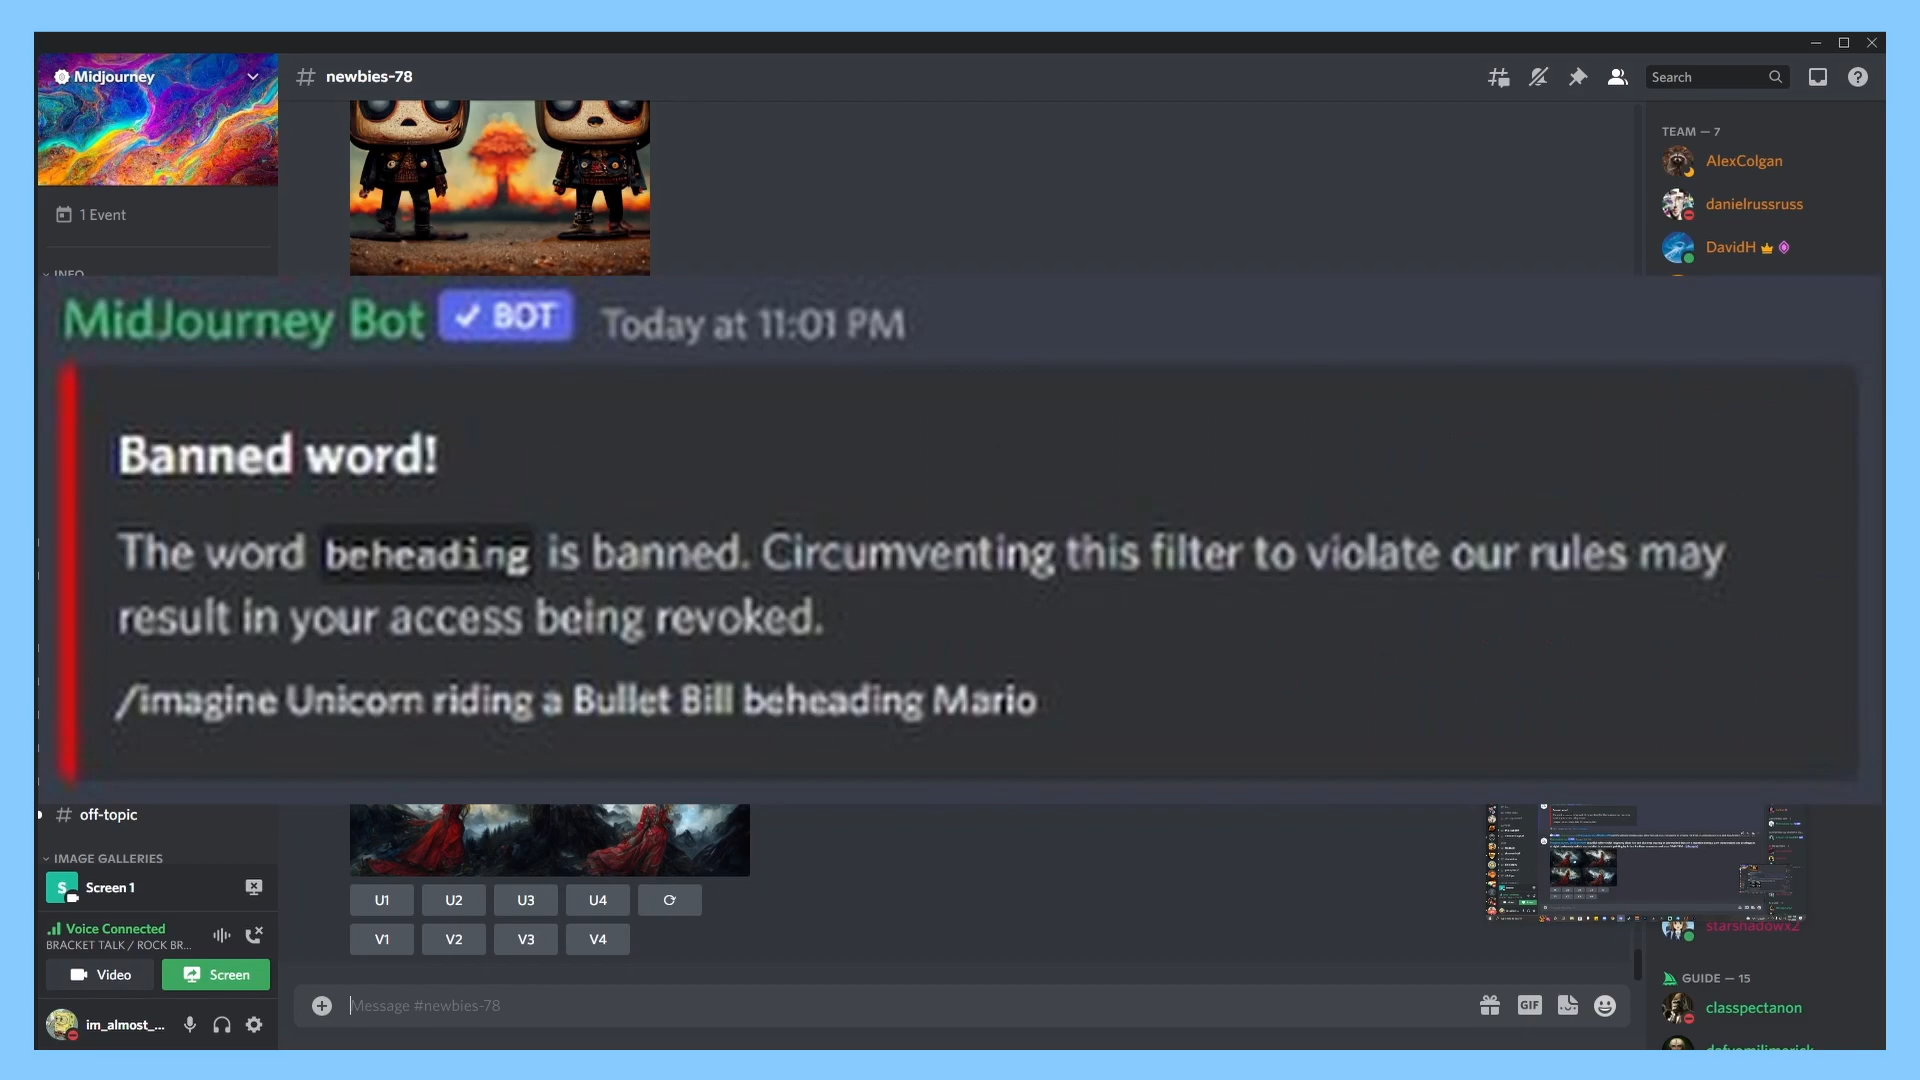 Midjourney
newbies-78
Search
1 Event
INFO
TEAM — 7
AlexColgan
danielrussruss
DavidH
MidJourney Bot ✓ BOT Today at 11:01 PM
Banned word!
The word beheading is banned. Circumventing this filter to violate our rules may
result in your access being revoked.
/imagine Unicorn riding a Bullet Bill beheading Mario
off-topic
IMAGE GALLERIES
S Screen 1
Voice Connected
BRACKET TALK / ROCK BR...
Video Screen
im_almost_...
U1 U2 U3 U4
V1 V2 V3 V4
Message #newbies-78
GIF
starshadowx2
GUIDE — 15
classpectanon